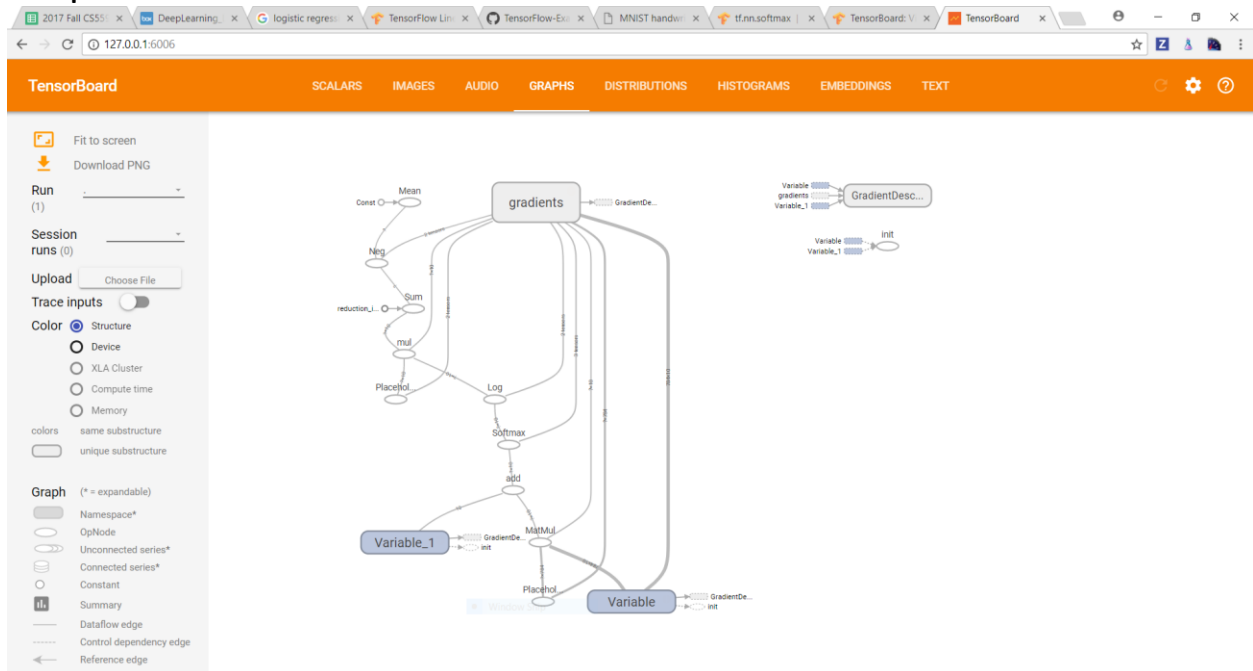 2017 Fall CS55
DeepLearning_
logistic regress
TensorFlow Lin
TensorFlow-Exa
MNIST handwri
tf.nn.softmax |
TensorBoard: Vi
TensorBoard
127.0.0.1:6006
TensorBoard
SCALARS IMAGES AUDIO GRAPHS DISTRIBUTIONS HISTOGRAMS EMBEDDINGS TEXT
Fit to screen
Download PNG
Run .
(1)
Session
runs (0)
Upload Choose File
Trace inputs
Color Structure
Device
XLA Cluster
Compute time
Memory
colors same substructure
unique substructure
Graph (* = expandable)
Namespace*
OpNode
Unconnected series*
Connected series*
Constant
Summary
Dataflow edge
Control dependency edge
Reference edge
Mean
Const
gradients
GradientDe...
Neg
Sum
reduction_i...
mul
Placehol...
Log
Softmax
add
Variable_1
GradientDe...
init
MatMul
Placehol...
Variable
GradientDe...
init
Variable
gradients
Variable_1
GradientDesc...
init
Variable
Variable_1